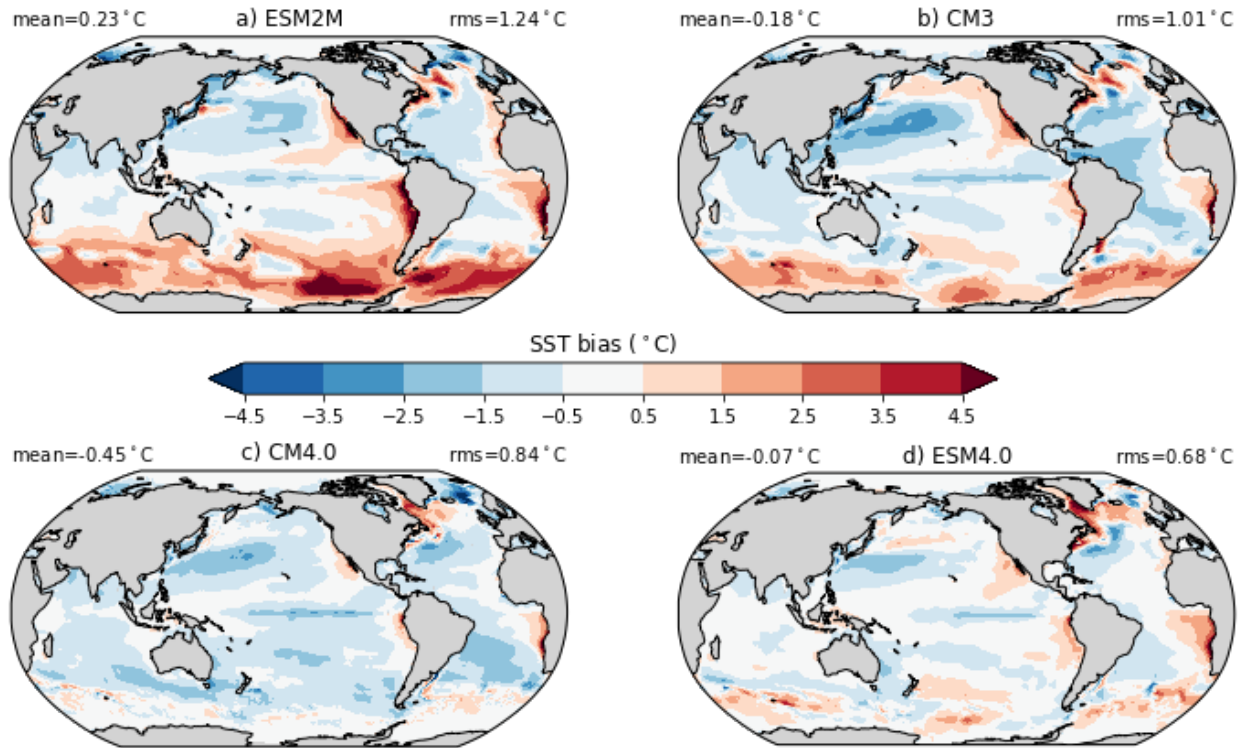 mean=0.23°C a) ESM2M rms=1.24°C
mean=-0.18°C b) CM3 rms=1.01°C
SST bias (°C)
−4.5 −3.5 −2.5 −1.5 −0.5 0.5 1.5 2.5 3.5 4.5
mean=-0.45°C c) CM4.0 rms=0.84°C
mean=-0.07°C d) ESM4.0 rms=0.68°C